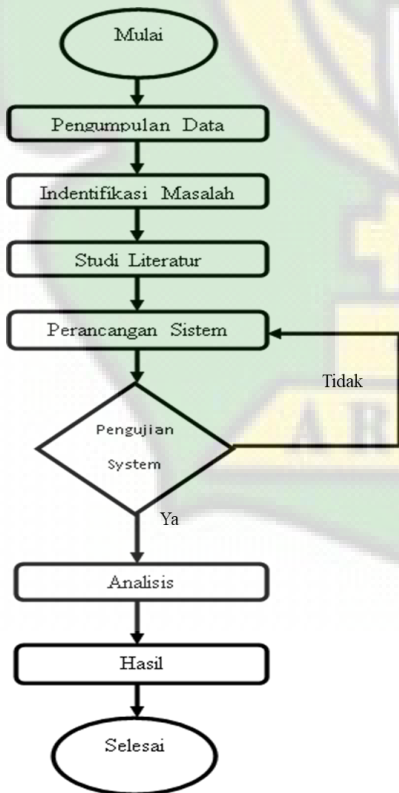 Mulai
Pengumpulan Data
Indentifikasi Masalah
Studi Literatur
Perancangan Sistem
Tidak
Pengujian
System
Ya
Analisis
Hasil
Selesai
A R